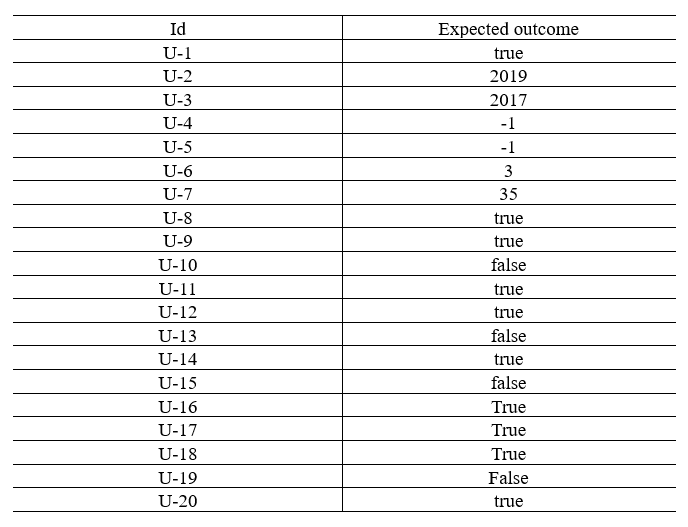 Id Expected outcome
U-1 true
U-2 2019
U-3 2017
U-4 -1
U-5 -1
U-6 3
U-7 35
U-8 true
U-9 true
U-10 false
U-11 true
U-12 true
U-13 false
U-14 true
U-15 false
U-16 True
U-17 True
U-18 True
U-19 False
U-20 true